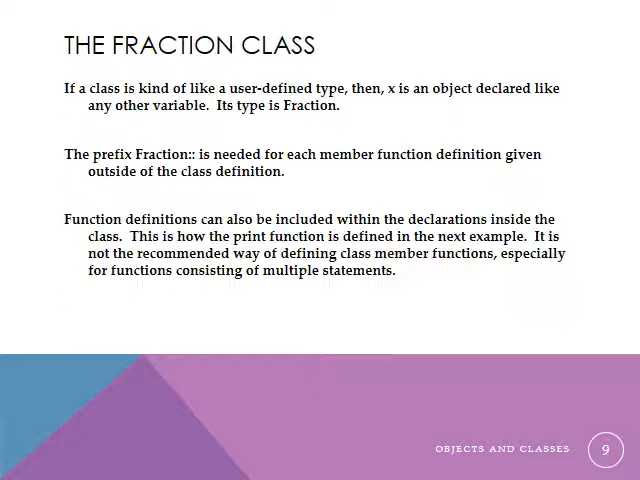 THE FRACTION CLASS
If a class is kind of like a user-defined type, then, x is an object declared like
any other variable.  Its type is Fraction.
The prefix Fraction:: is needed for each member function definition given
outside of the class definition.
Function definitions can also be included within the declarations inside the
class.  This is how the print function is defined in the next example.  It is
not the recommended way of defining class member functions, especially
for functions consisting of multiple statements.
OBJECTS AND CLASSES
9